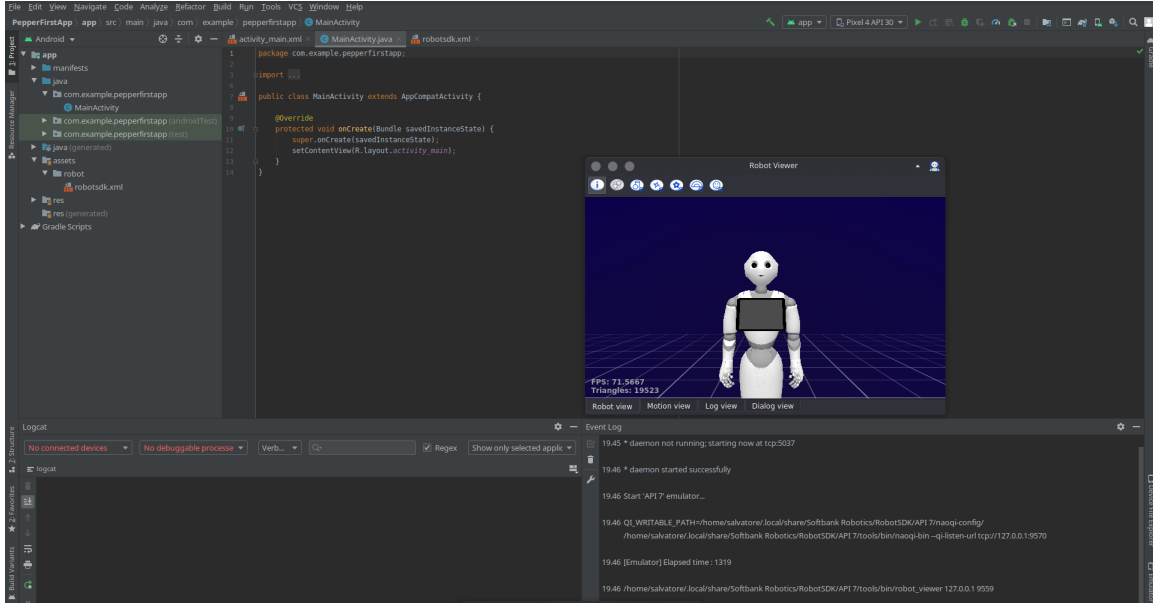 File Edit View Navigate Code Analyze Refactor Build Run Tools VCS Window Help
PepperFirstApp app src main java com example pepperfirstapp MainActivity
app Pixel 4 API 30
1: Project
Resource Manager
Android
app
manifests
java
com.example.pepperfirstapp
MainActivity
com.example.pepperfirstapp (androidTest)
com.example.pepperfirstapp (test)
java (generated)
assets
robot
robotsdk.xml
res
res (generated)
Gradle Scripts
activity_main.xml MainActivity.java robotsdk.xml
1 package com.example.pepperfirstapp;
2
3 import ...
6
7 public class MainActivity extends AppCompatActivity {
8
9 @Override
10 protected void onCreate(Bundle savedInstanceState) {
11 super.onCreate(savedInstanceState);
12 setContentView(R.layout.activity_main);
13 }
14 }
Gradle
Robot Viewer
FPS: 71.5667
Triangles: 19523
Robot view Motion view Log view Dialog view
7: Structure
2: Favorites
Build Variants
Logcat
No connected devices No debuggable processe Verb... Regex Show only selected applic
logcat
Event Log
19.45 * daemon not running; starting now at tcp:5037
19.46 * daemon started successfully
19.46 Start 'API 7' emulator...
19.46 QI_WRITABLE_PATH=/home/salvatore/.local/share/Softbank Robotics/RobotSDK/API 7/naoqi-config/
/home/salvatore/.local/share/Softbank Robotics/RobotSDK/API 7/tools/bin/naoqi-bin --qi-listen-url tcp://127.0.0.1:9570
19.46 [Emulator] Elapsed time : 1319
19.46 /home/salvatore/.local/share/Softbank Robotics/RobotSDK/API 7/tools/bin/robot_viewer 127.0.0.1 9559
Device File Explorer
Emulator